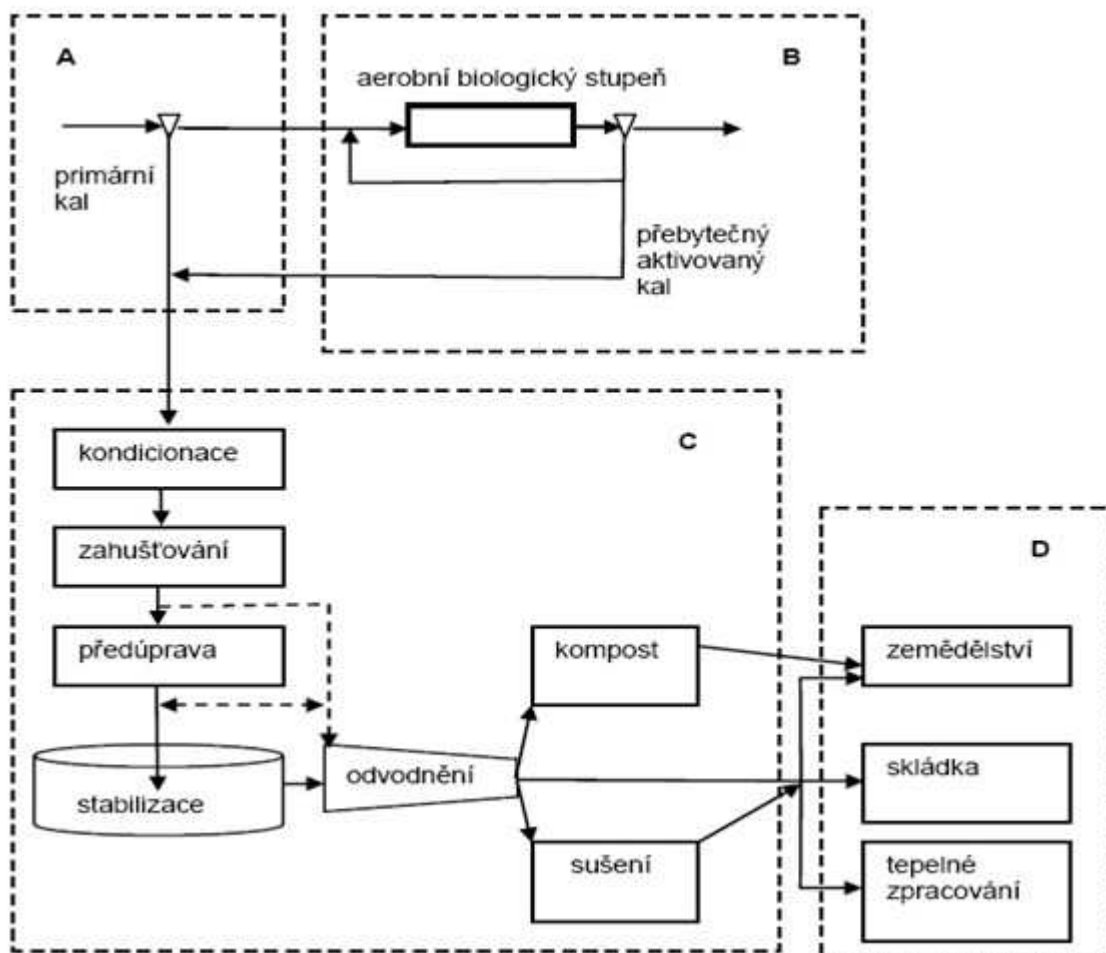 A
B
aerobní biologický stupeň
primární
kal
přebytečný
aktivovaný
kal
C
kondicionace
zahušťování
předúprava
stabilizace
odvodnění
kompost
sušení
D
zemědělství
skládka
tepelné
zpracování